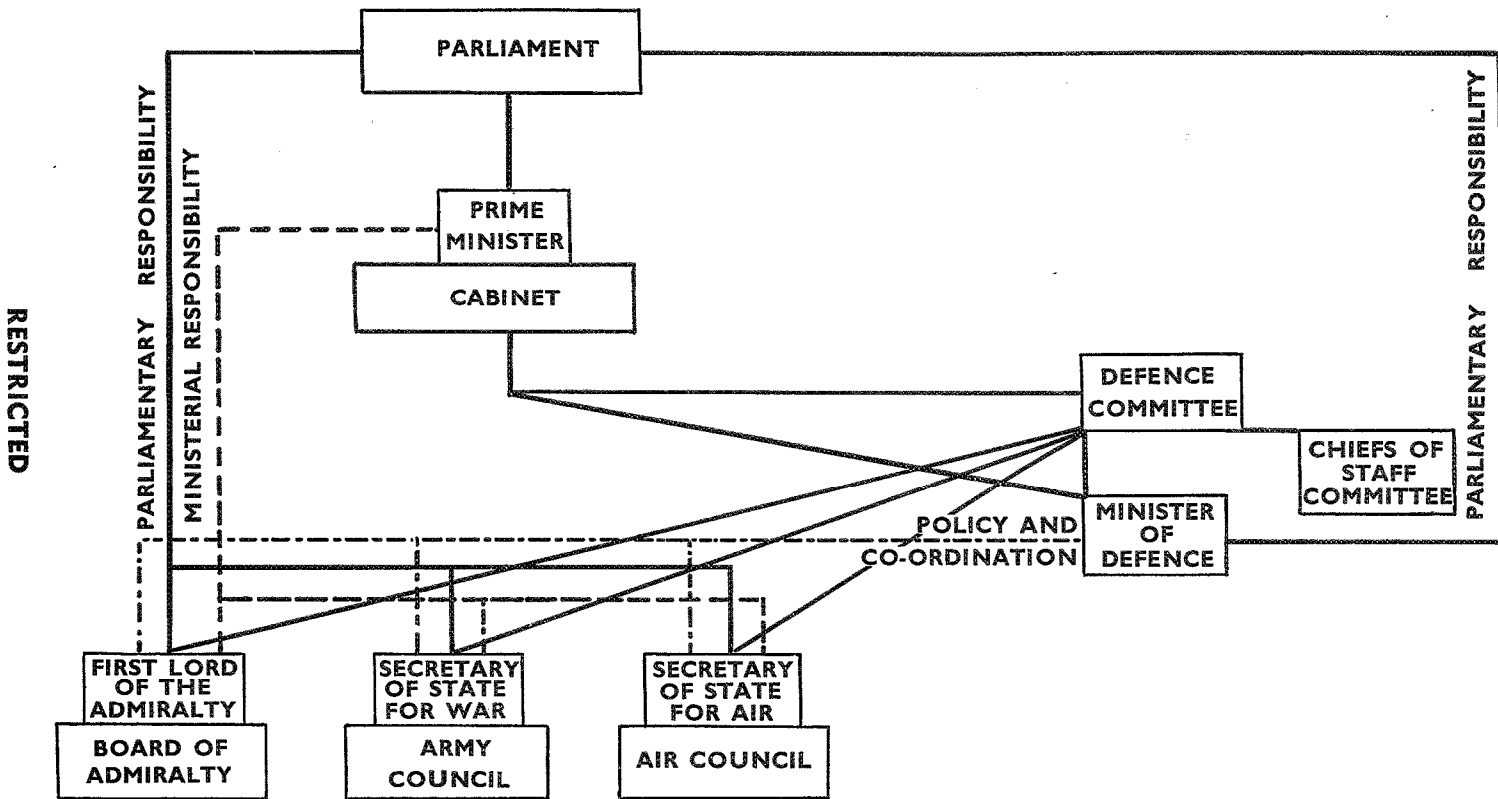 PARLIAMENT
PARLIAMENTARY RESPONSIBILITY
MINISTERIAL RESPONSIBILITY
PRIME
MINISTER
CABINET
RESTRICTED
DEFENCE
COMMITTEE
CHIEFS OF
STAFF
COMMITTEE
PARLIAMENTARY RESPONSIBILITY
POLICY AND
CO-ORDINATION
MINISTER
OF
DEFENCE
FIRST LORD
OF THE
ADMIRALTY
BOARD OF
ADMIRALTY
SECRETARY
OF STATE
FOR WAR
ARMY
COUNCIL
SECRETARY
OF STATE
FOR AIR
AIR COUNCIL